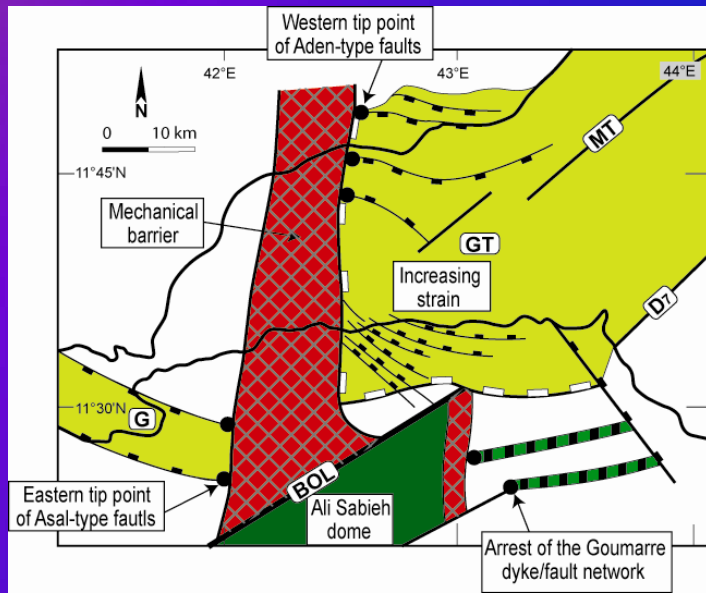 Western tip point
of Aden-type faults
42°E
43°E
44°E
N
0 10 km
11°45'N
MT
Mechanical
barrier
GT
Increasing
strain
D7
11°30'N
G
BOL
Eastern tip point
of Asal-type fautls
Ali Sabieh
dome
Arrest of the Goumarre
dyke/fault network